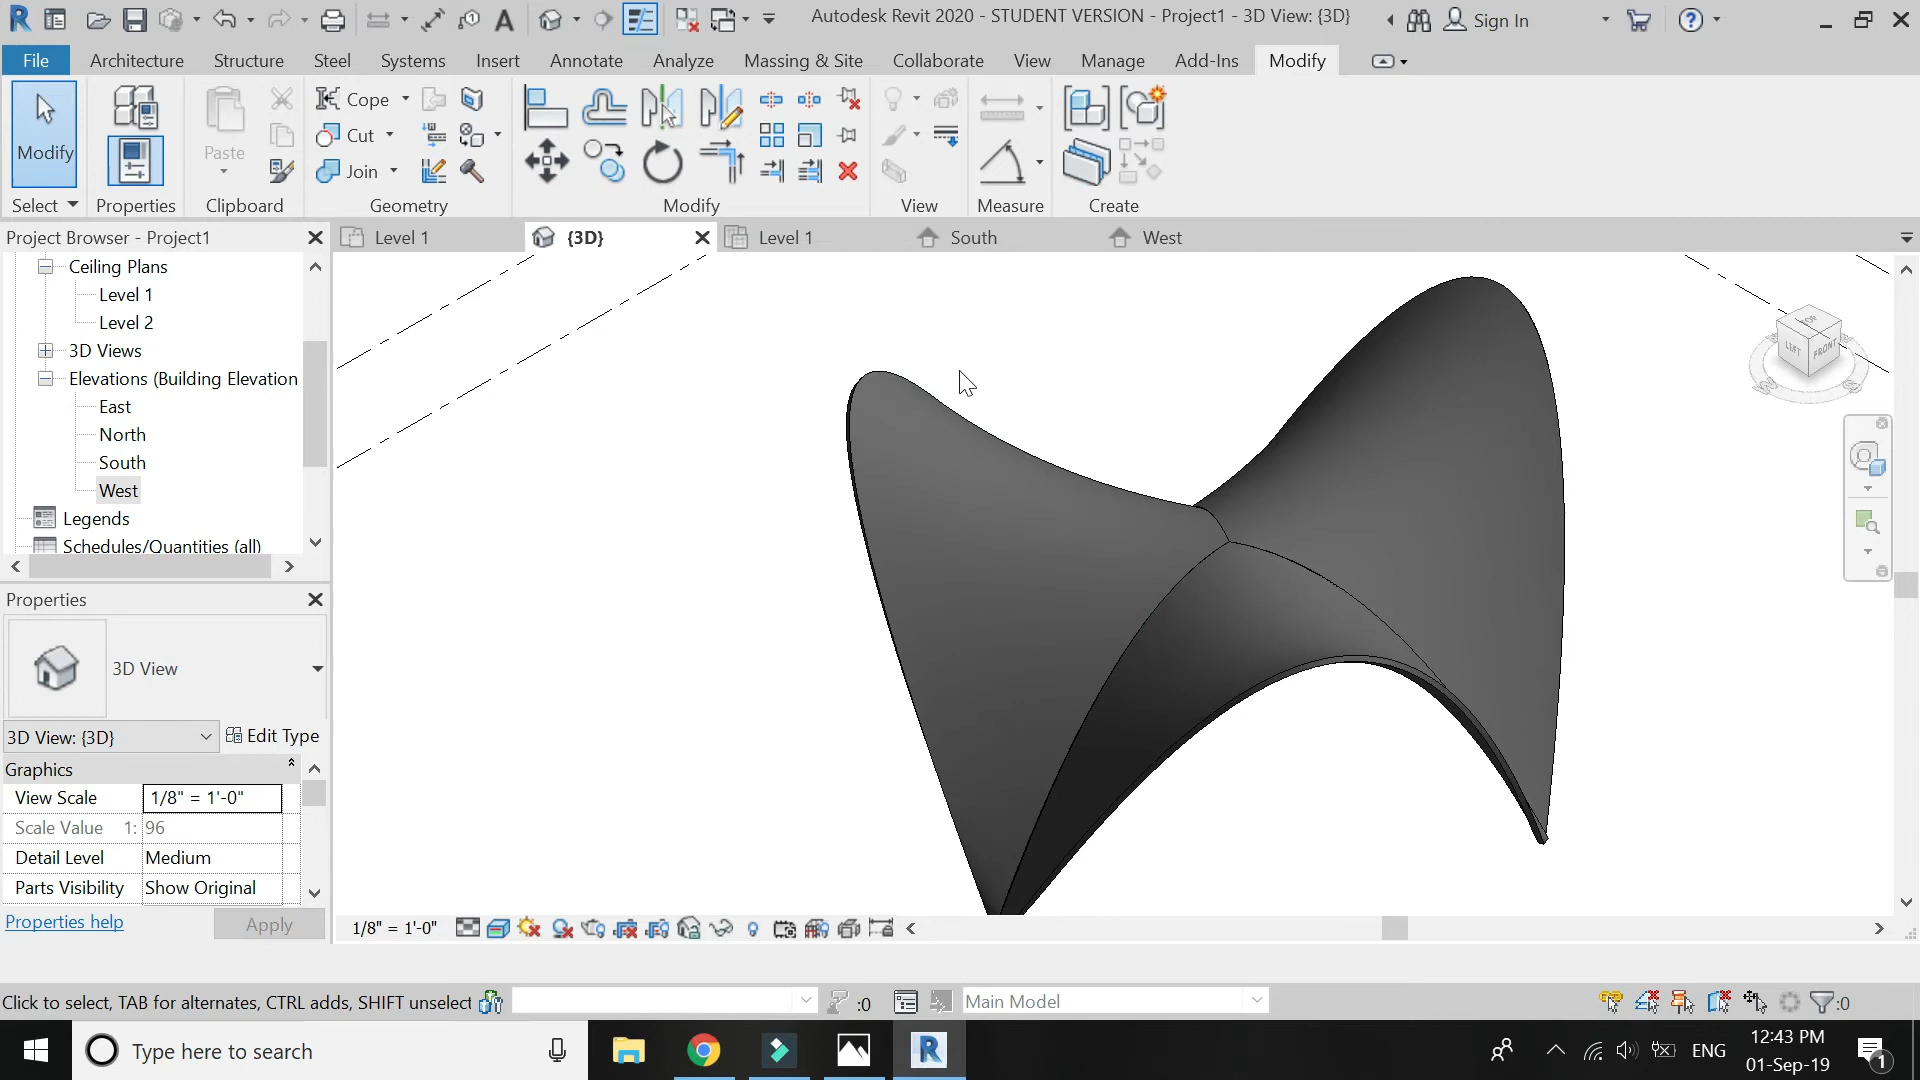 Autodesk Revit 2020 - STUDENT VERSION - Project1 - 3D View: {3D}
Sign In
File
Architecture
Structure
Steel
Systems
Insert
Annotate
Analyze
Massing & Site
Collaborate
View
Manage
Add-Ins
Modify
Modify
Paste
Cope
Cut
Join
Select
Properties
Clipboard
Geometry
Modify
View
Measure
Create
Project Browser - Project1
Level 1
{3D}
Level 1
South
West
Ceiling Plans
Level 1
Level 2
3D Views
Elevations (Building Elevation
East
North
South
West
Legends
Schedules/Quantities (all)
TOP
LEFT
FRONT
W
S
Properties
3D View
3D View: {3D}
Edit Type
Graphics
View Scale
1/8" = 1'-0"
Scale Value 1:
96
Detail Level
Medium
Parts Visibility
Show Original
Properties help
Apply
1/8" = 1'-0"
Click to select, TAB for alternates, CTRL adds, SHIFT unselect
:0
Main Model
:0
Type here to search
ENG
12:43 PM
01-Sep-19
1